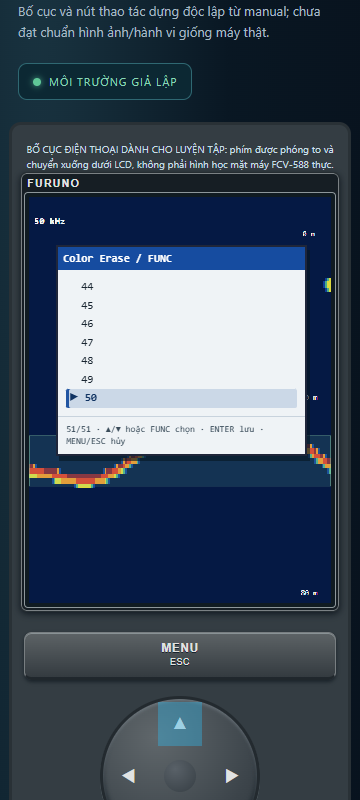 Bố cục và nút thao tác dựng độc lập từ manual; chưa
đạt chuẩn hình ảnh/hành vi giống máy thật.
MÔI TRƯỜNG GIẢ LẬP
BỐ CỤC ĐIỆN THOẠI DÀNH CHO LUYỆN TẬP: phím được phóng to và
chuyển xuống dưới LCD, không phải hình học mặt máy FCV-588 thực.
FURUNO
50 kHz
0 m
Color Erase / FUNC
44
45
46
47
48
49
▶ 50
m
51/51 · ▲/▼ hoặc FUNC chọn · ENTER lưu ·
MENU/ESC hủy
80 m
MENU
ESC
▲
◀ ▶